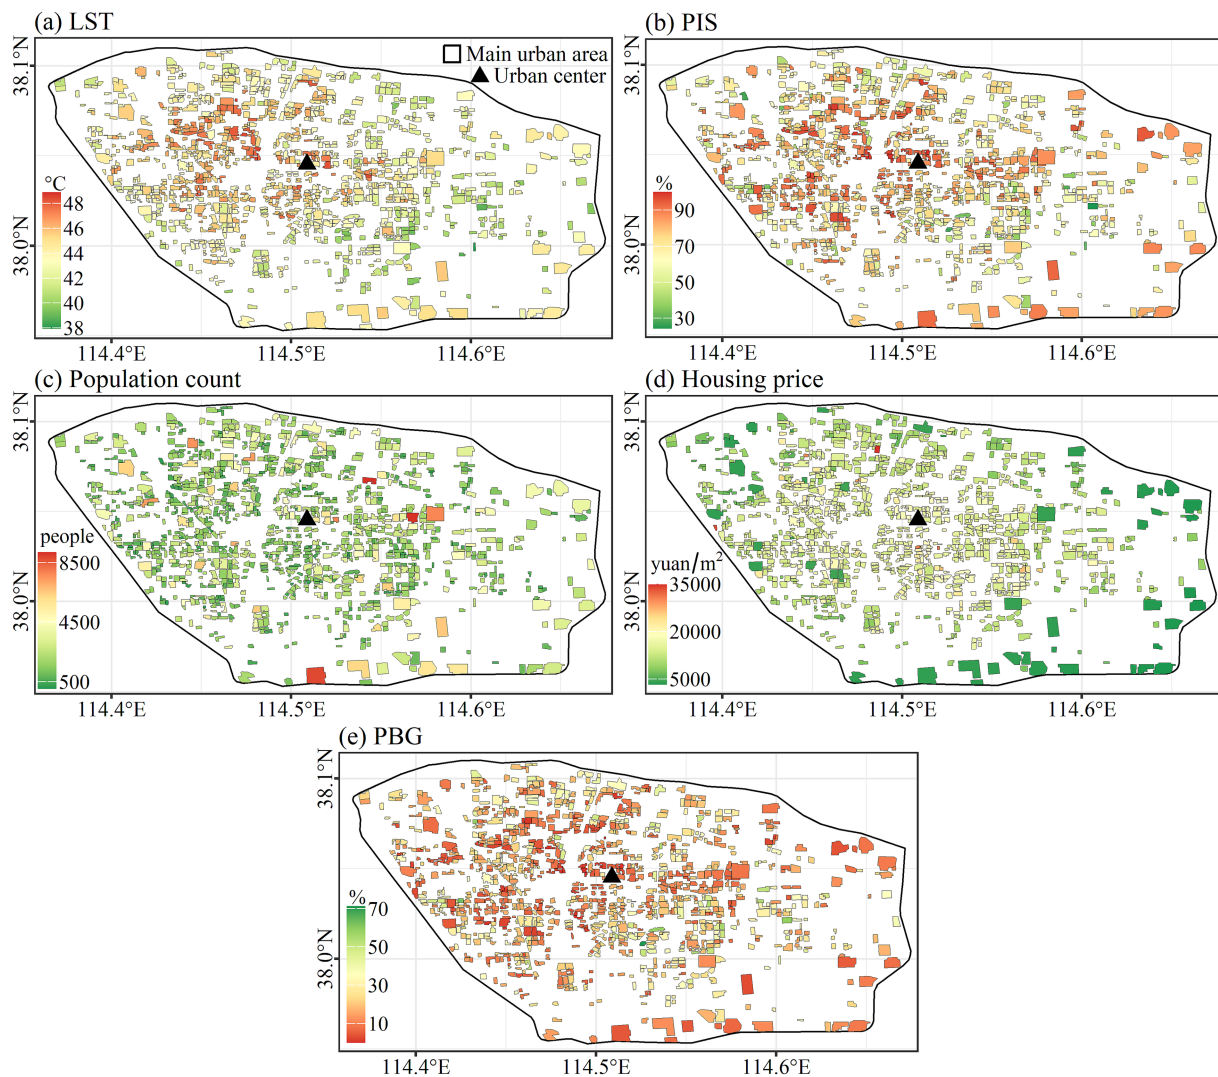 (a) LST
Main urban area
Urban center
38.1°N
38.0°N
°C
48
46
44
42
40
38
114.4°E 114.5°E 114.6°E
(b) PIS
38.1°N
38.0°N
%
90
70
50
30
114.4°E 114.5°E 114.6°E
(c) Population count
38.1°N
38.0°N
people
8500
4500
500
114.4°E 114.5°E 114.6°E
(d) Housing price
38.1°N
38.0°N
yuan/m²
35000
20000
5000
114.4°E 114.5°E 114.6°E
(e) PBG
38.1°N
38.0°N
%
70
50
30
10
114.4°E 114.5°E 114.6°E